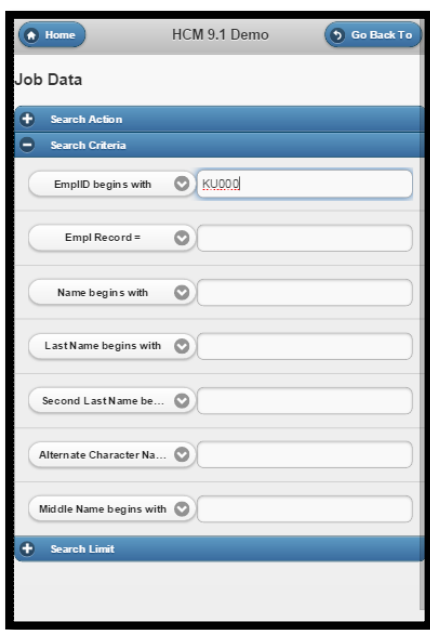 Home HCM 9.1 Demo Go Back To
Job Data
Search Action
Search Criteria
EmplID begins with KU000
Empl Record =
Name begins with
Last Name begins with
Second Last Name be...
Alternate Character Na...
Middle Name begins with
Search Limit